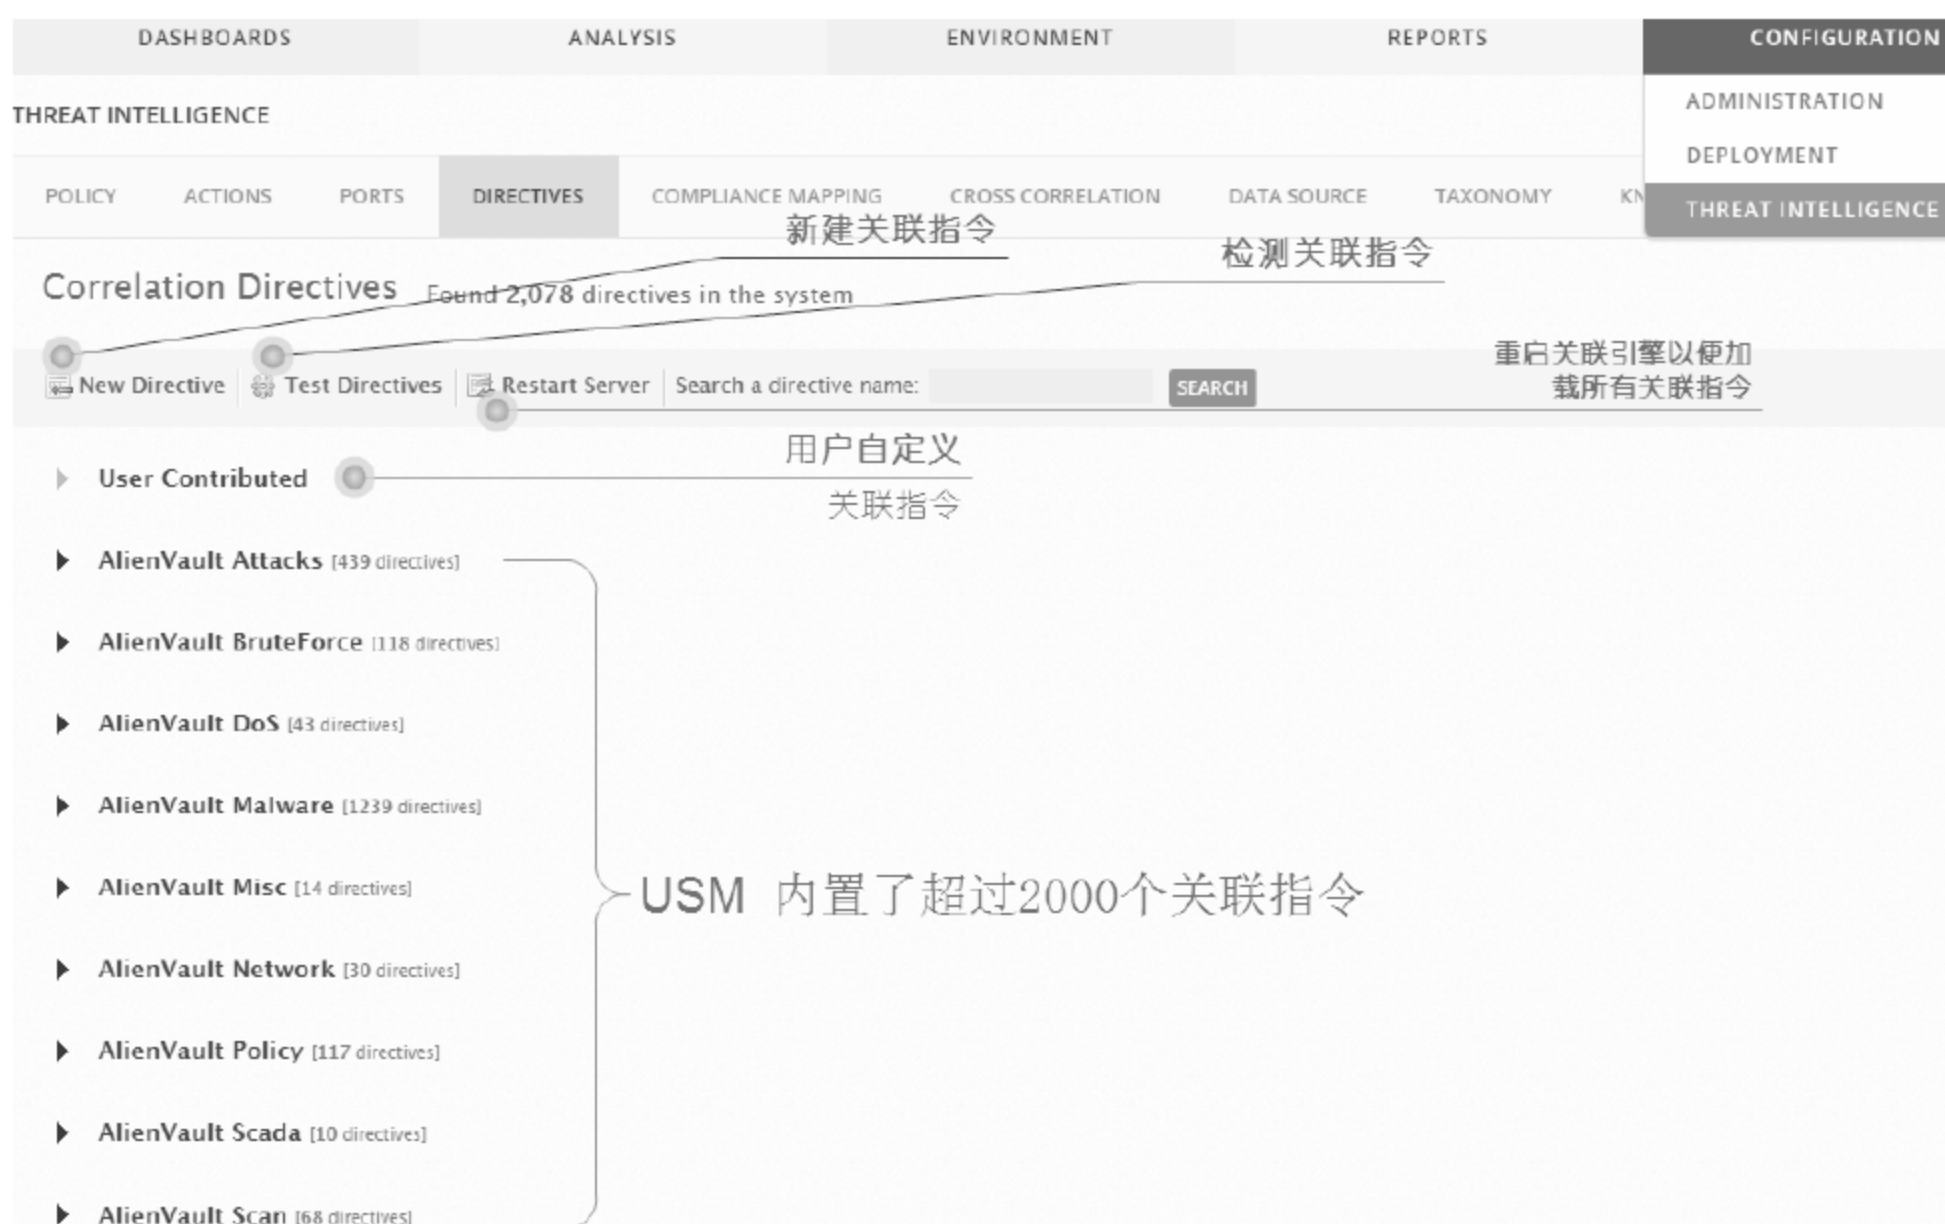 DASHBOARDS ANALYSIS ENVIRONMENT REPORTS CONFIGURATION
ADMINISTRATION
THREAT INTELLIGENCE
DEPLOYMENT
POLICY ACTIONS PORTS DIRECTIVES COMPLIANCE MAPPING CROSS CORRELATION DATA SOURCE TAXONOMY KN
THREAT INTELLIGENCE
新建关联指令
检测关联指令
Correlation Directives Found 2,078 directives in the system
重启关联引擎以便加
载所有关联指令
New Directive Test Directives Restart Server Search a directive name: SEARCH
用户自定义
关联指令
User Contributed
AlienVault Attacks [439 directives]
AlienVault BruteForce [118 directives]
AlienVault DoS [43 directives]
AlienVault Malware [1239 directives]
AlienVault Misc [14 directives]
USM 内置了超过2000个关联指令
AlienVault Network [30 directives]
AlienVault Policy [117 directives]
AlienVault Scada [10 directives]
AlienVault Scan [68 directives]